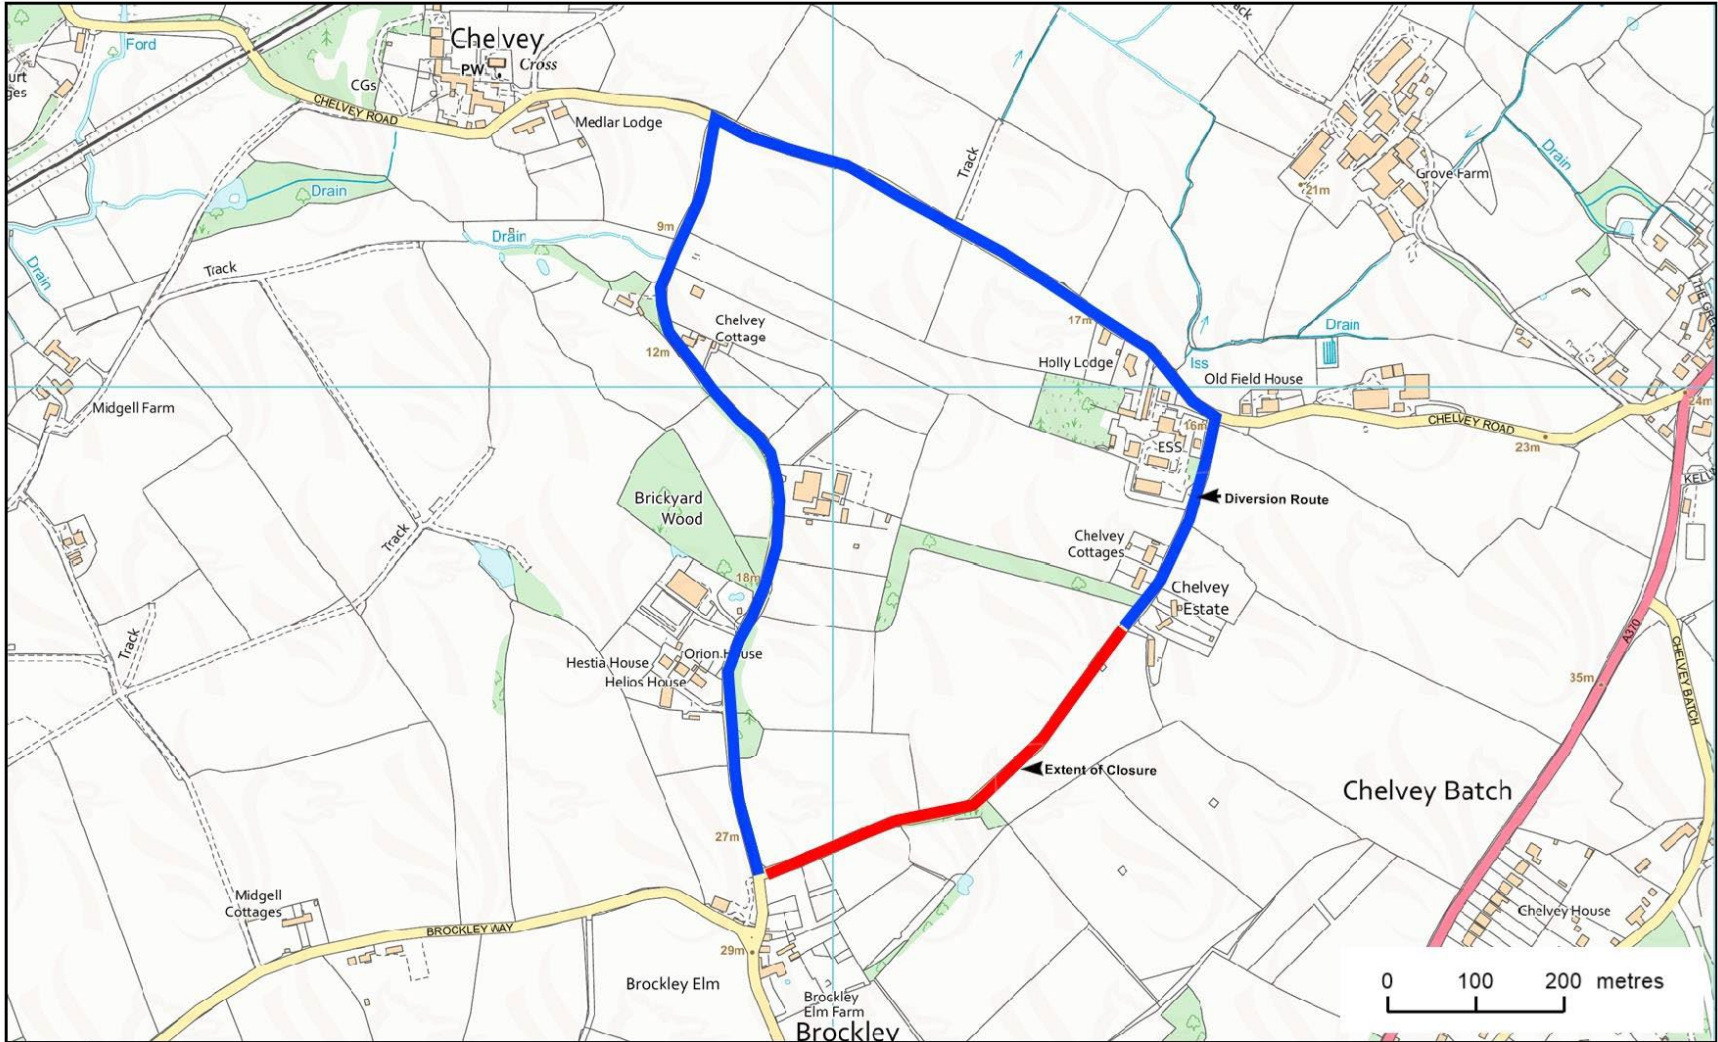 Ford
Chelvey
PW
Cross
CGs
CHELVEY ROAD
Medlar Lodge
Track
Drain
Grove Farm
21m
Drain
9m
Drain
Drain
Track
Chelvey
Cottage
12m
17m
Drain
Holly Lodge
Iss
Old Field House
24m
Midgell Farm
16m
CHELVEY ROAD
23m
ESS
Brickyard
Wood
Diversion Route
Track
Chelvey
Cottages
18m
Chelvey
Estate
Track
A370
CHELVEY BATCH
Orion House
Hestia House
Helios House
35m
Extent of Closure
Chelvey Batch
27m
Midgell
Cottages
Chelvey House
BROCKLEY WAY
29m
Brockley Elm
Brockley
Elm Farm
Brockley
0 100 200 metres